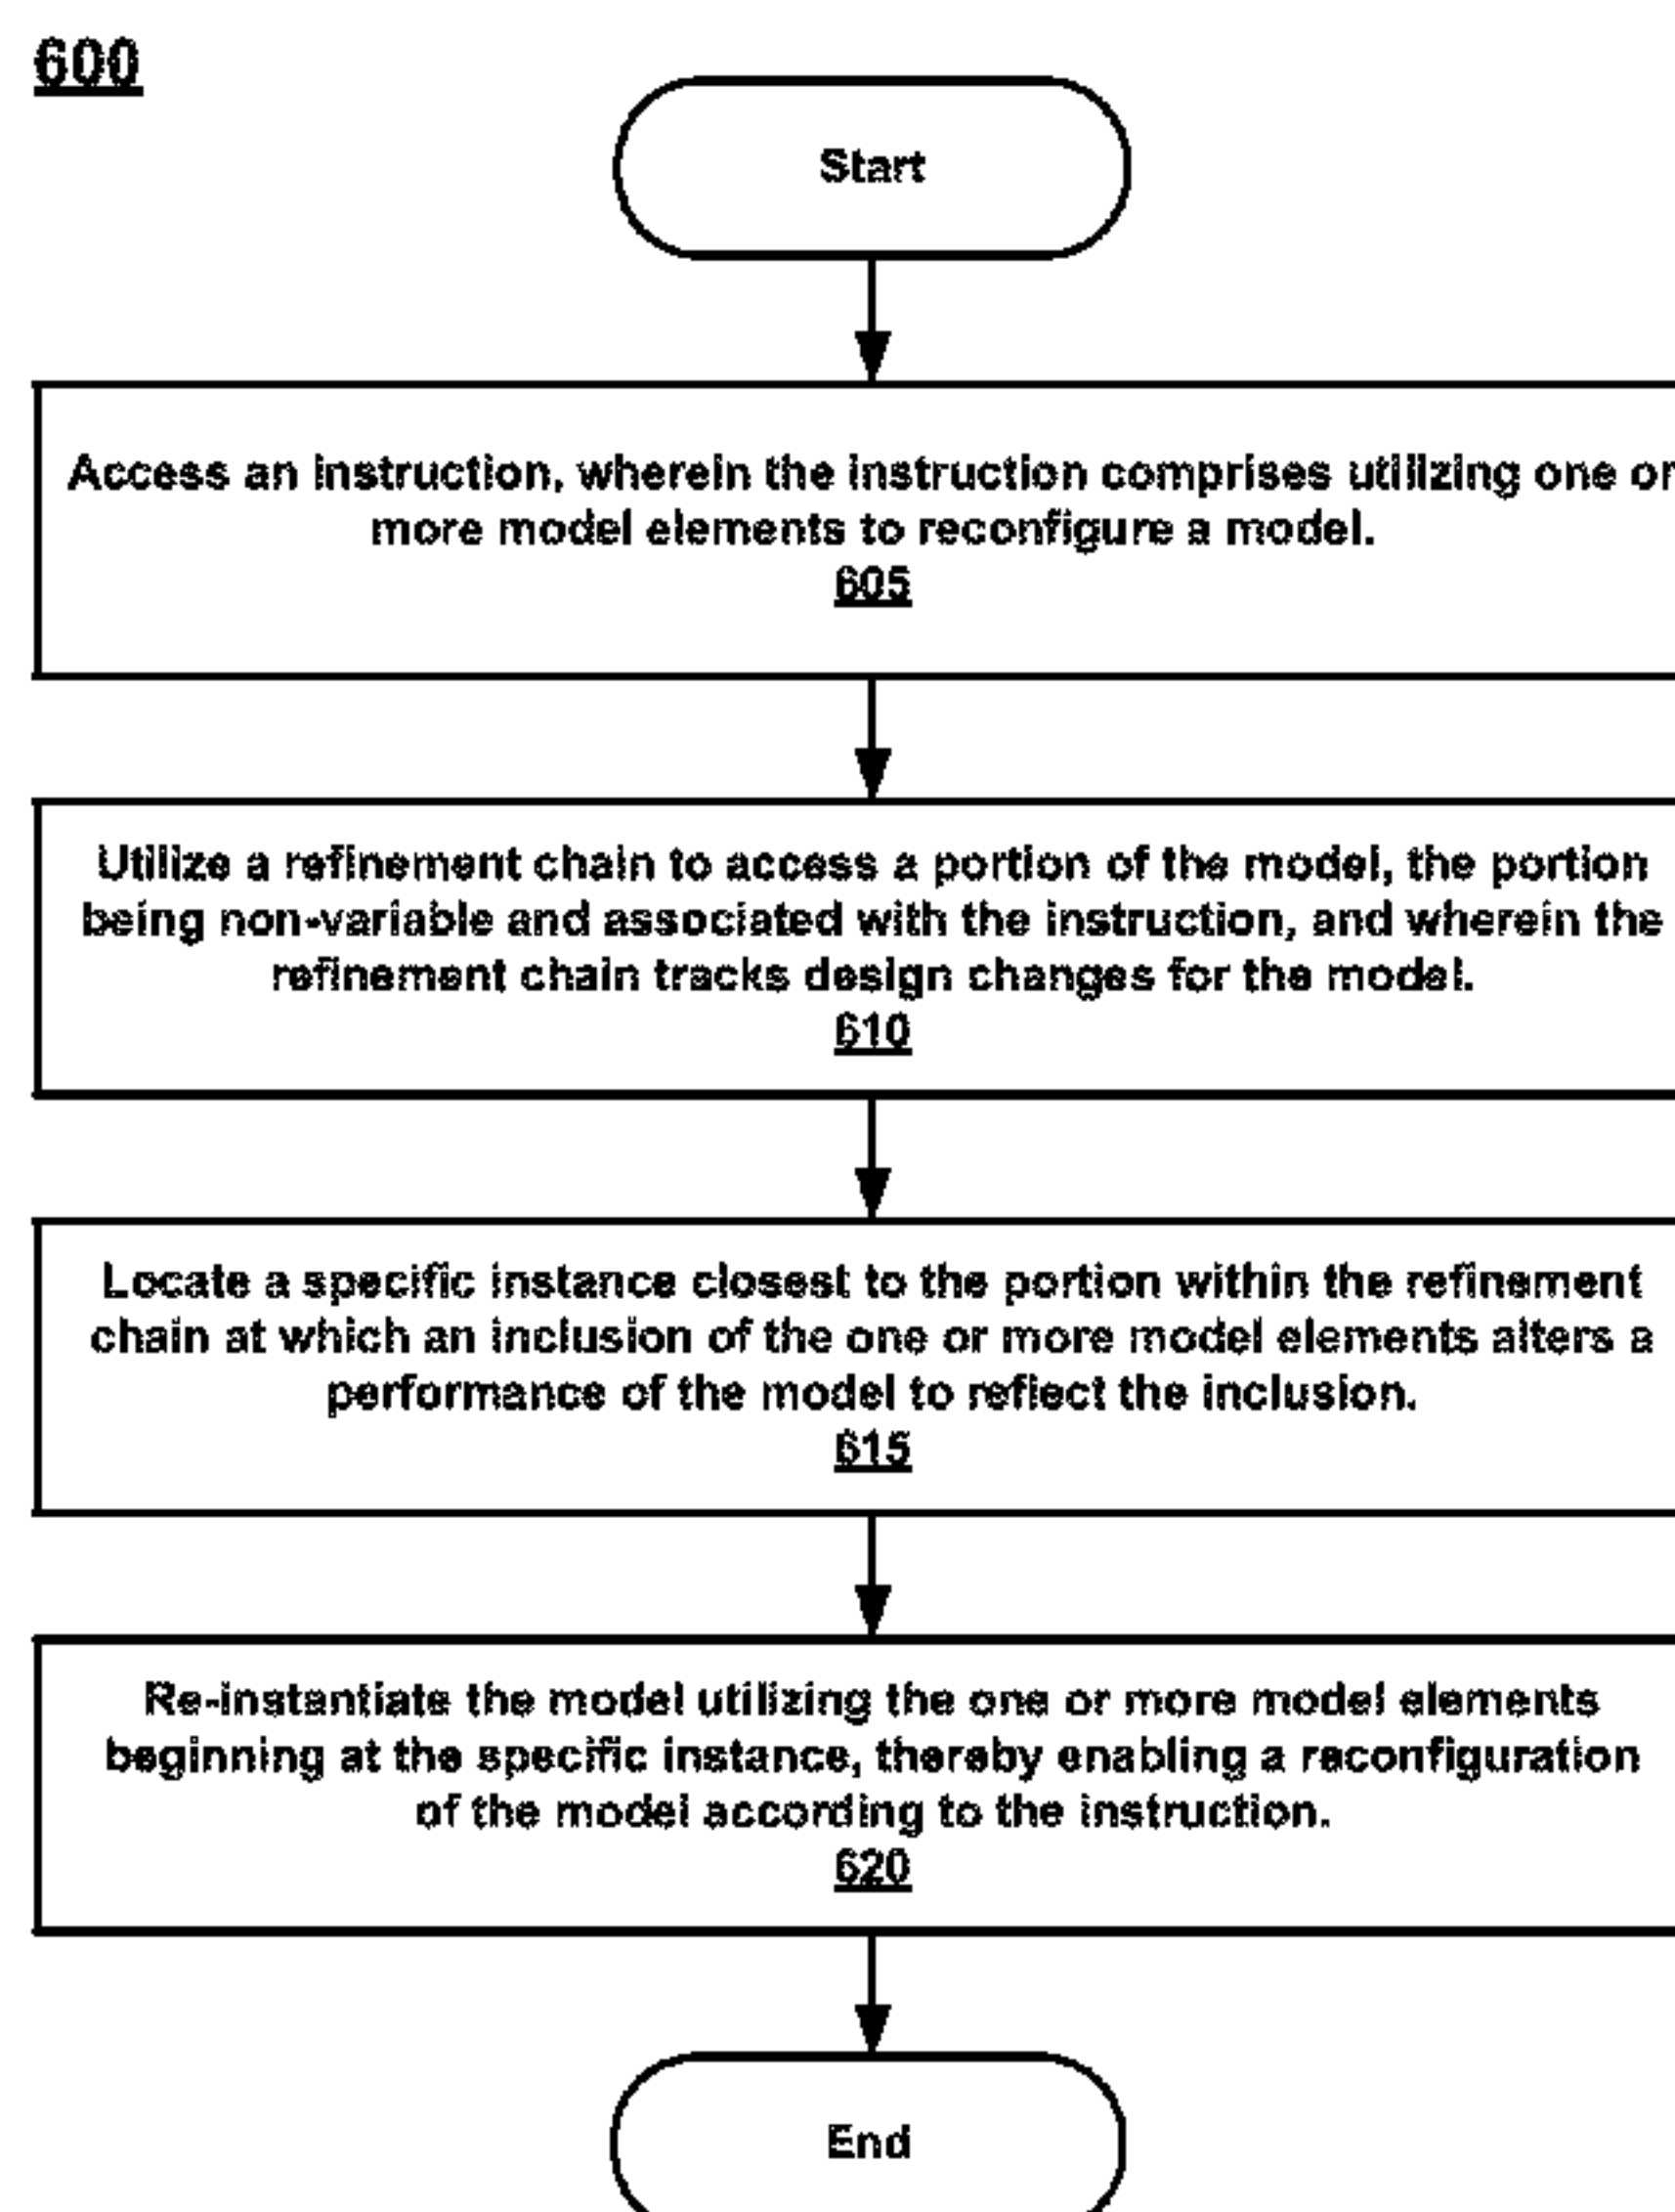 600
Start
Access an instruction, wherein the instruction comprises utilizing one or
more model elements to reconfigure a model.
605
Utilize a refinement chain to access a portion of the model, the portion
being non-variable and associated with the instruction, and wherein the
refinement chain tracks design changes for the model.
610
Locate a specific instance closest to the portion within the refinement
chain at which an inclusion of the one or more model elements alters a
performance of the model to reflect the inclusion.
615
Re-instantiate the model utilizing the one or more model elements
beginning at the specific instance, thereby enabling a reconfiguration
of the model according to the instruction.
620
End